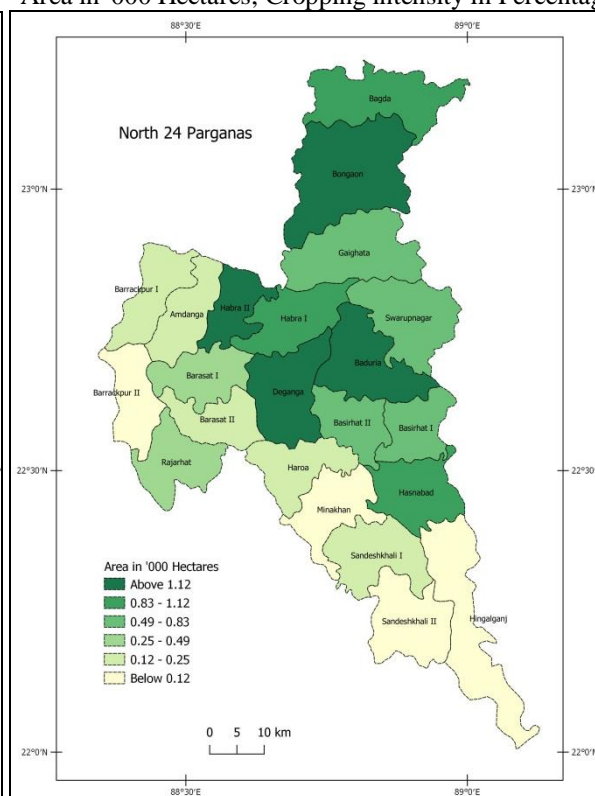 Area in '000 Hectares; Cropping intensity in Percentag
88°30'E 89°0'E
North 24 Parganas
Bagda
Bongaon
23°0'N 23°0'N
Gaighata
Barrackpur I
Amdanga
Habra II
Habra I
Swarupnagar
Barasat I
Baduria
Barrackpur II
Deganga
Barasat II
Basirhat II
Basirhat I
Rajarhat
Haroa
22°30'N 22°30'N
Hasnabad
Minakhan
Sandeshkhali I
Sandeshkhali II
Hingalganj
Area in '000 Hectares
Above 1.12
0.83 - 1.12
0.49 - 0.83
0.25 - 0.49
0.12 - 0.25
Below 0.12
0 5 10 km
22°0'N 22°0'N
88°30'E 89°0'E